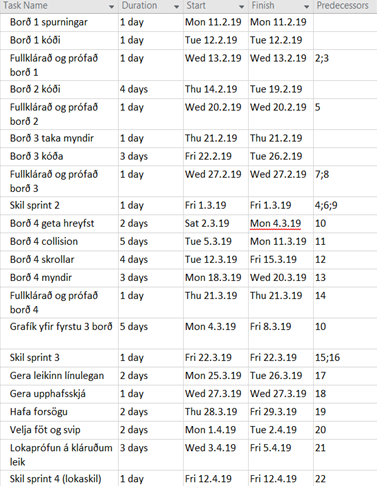 Task Name Duration Start Finish Predecessors
Borð 1 spurningar 1 day Mon 11.2.19 Mon 11.2.19
Borð 1 kóði 1 day Tue 12.2.19 Tue 12.2.19
Fullklárað og prófað 1 day Wed 13.2.19 Wed 13.2.19 2;3
borð 1
Borð 2 kóði 4 days Thu 14.2.19 Tue 19.2.19
Fullklárað og prófað 1 day Wed 20.2.19 Wed 20.2.19 5
borð 2
Borð 3 taka myndir 1 day Thu 21.2.19 Thu 21.2.19
Borð 3 kóða 3 days Fri 22.2.19 Tue 26.2.19
Fullklárað og prófað 1 day Wed 27.2.19 Wed 27.2.19 7;8
borð 3
Skil sprint 2 1 day Fri 1.3.19 Fri 1.3.19 4;6;9
Borð 4 geta hreyfst 2 days Sat 2.3.19 Mon 4.3.19 10
Borð 4 collision 5 days Tue 5.3.19 Mon 11.3.19 11
Borð 4 skrollar 4 days Tue 12.3.19 Fri 15.3.19 12
Borð 4 myndir 3 days Mon 18.3.19 Wed 20.3.19 13
Fullklárað og prófað 1 day Thu 21.3.19 Thu 21.3.19 14
borð 4
Grafík yfir fyrstu 3 borð 5 days Mon 4.3.19 Fri 8.3.19 10
Skil sprint 3 1 day Fri 22.3.19 Fri 22.3.19 15;16
Gera leikinn línulegan 2 days Mon 25.3.19 Tue 26.3.19 17
Gera upphafsskjá 1 day Wed 27.3.19 Wed 27.3.19 18
Hafa forsögu 2 days Thu 28.3.19 Fri 29.3.19 19
Velja föt og svip 2 days Mon 1.4.19 Tue 2.4.19 20
Lokaprófun á kláruðum 3 days Wed 3.4.19 Fri 5.4.19 21
leik
Skil sprint 4 (lokaskil) 1 day Fri 12.4.19 Fri 12.4.19 22